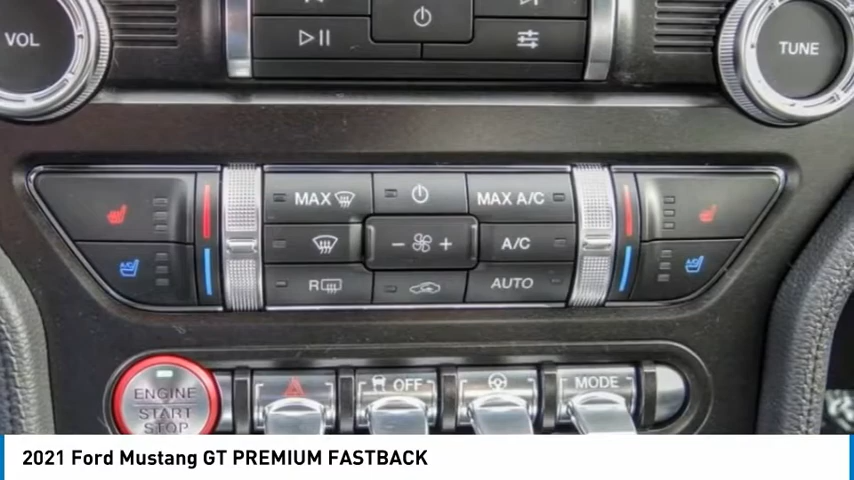 VOL
TUNE
MAX
MAX A/C
A/C
R
AUTO
A/C
A/C
ENGINE
START
STOP
OFF
MODE
2021 Ford Mustang GT PREMIUM FASTBACK